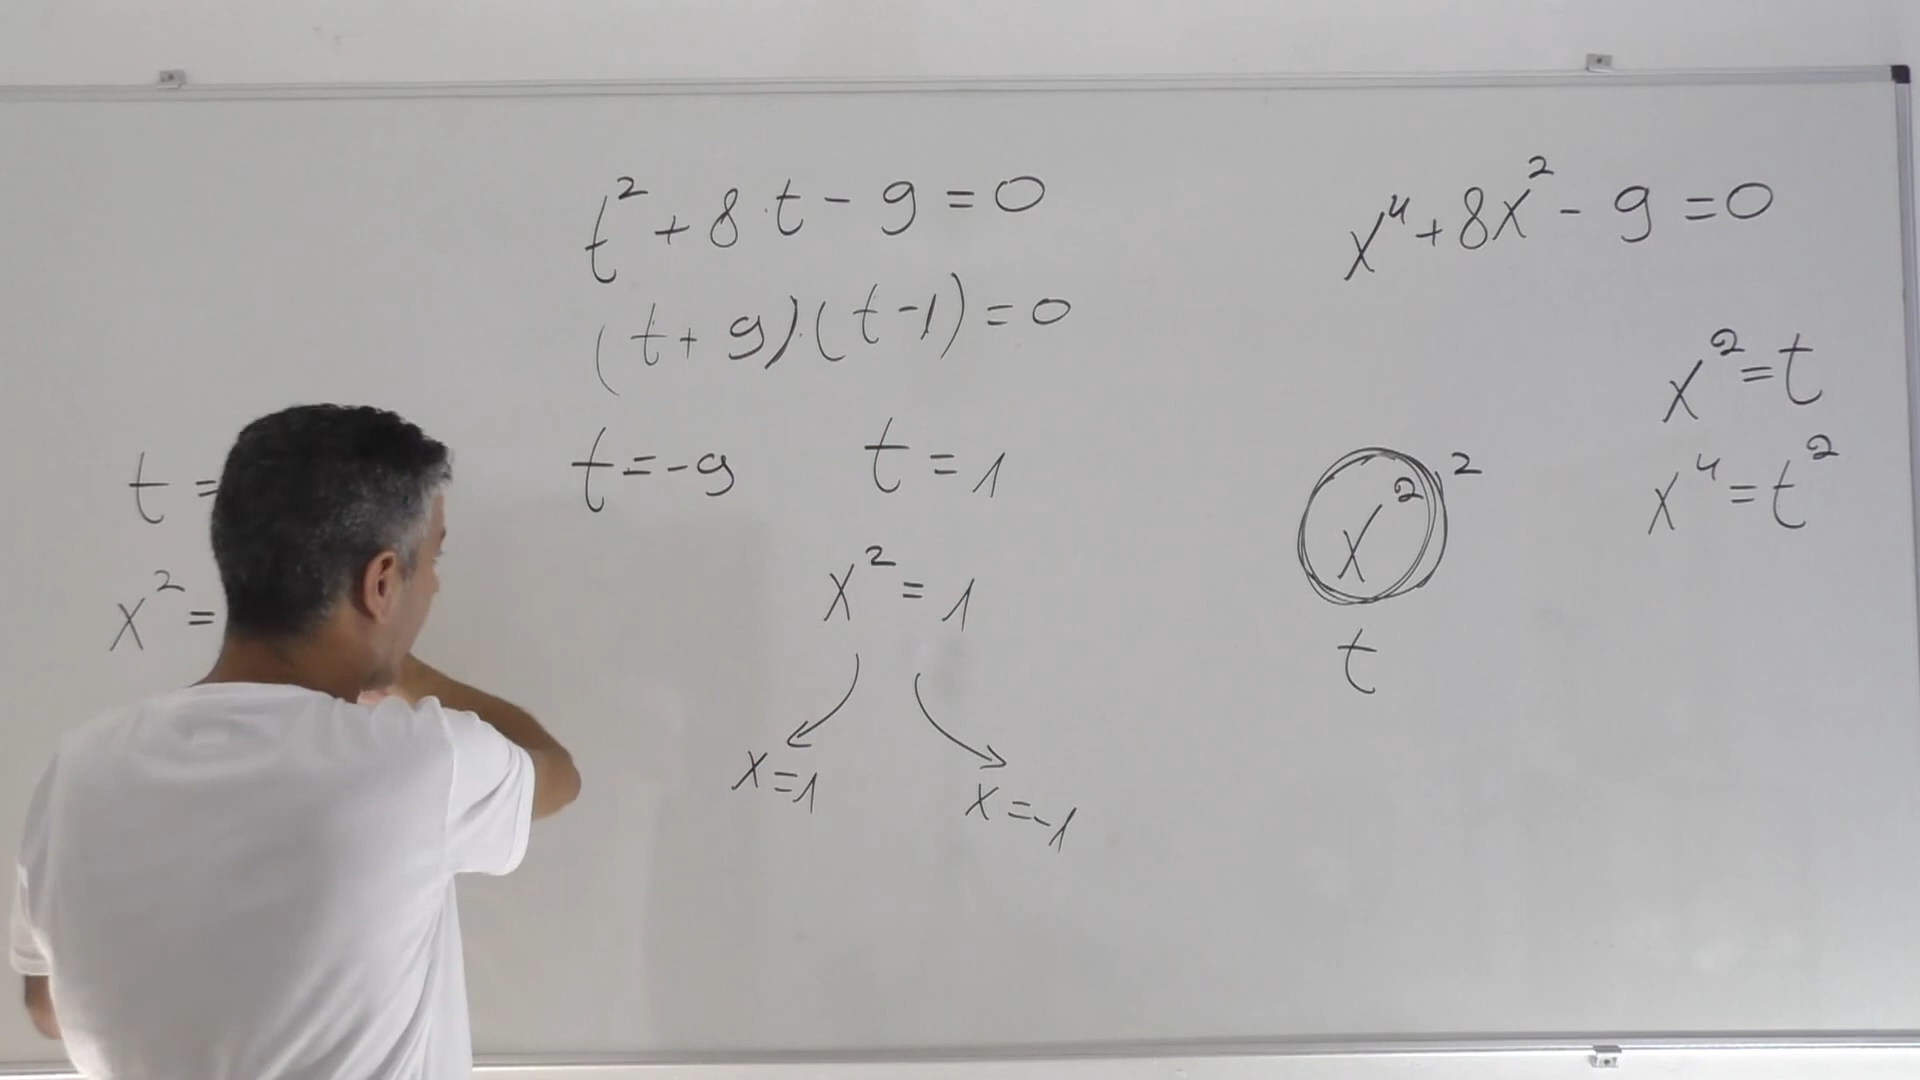 t² + 8·t - 9 = 0
(t + 9)·(t - 1) = 0
t = -9
t = 1
x² = 1
x = 1
x = -1
t =
x² =
x⁴ + 8x² - 9 = 0
x² = t
x⁴ = t²
x² ²
t